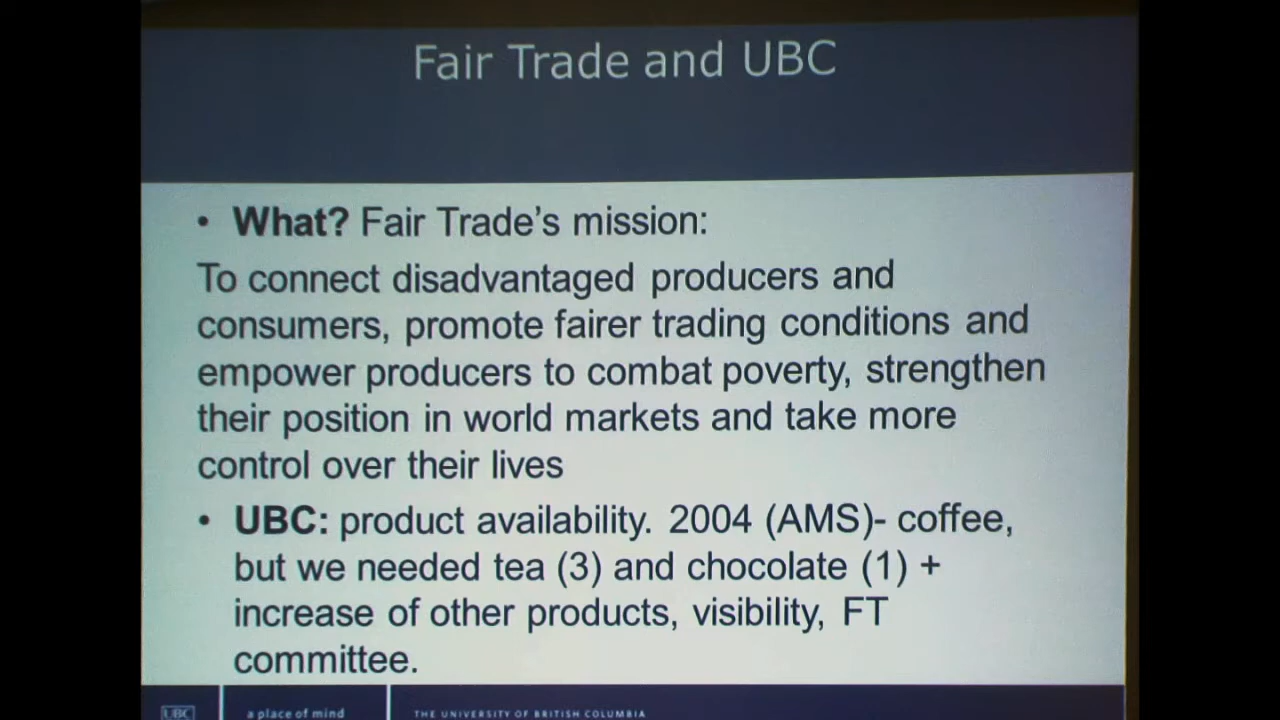 Fair Trade and UBC
• What? Fair Trade's mission:
To connect disadvantaged producers and
consumers, promote fairer trading conditions and
empower producers to combat poverty, strengthen
their position in world markets and take more
control over their lives
• UBC: product availability. 2004 (AMS)- coffee,
but we needed tea (3) and chocolate (1) +
increase of other products, visibility, FT
committee.
UBC a place of mind THE UNIVERSITY OF BRITISH COLUMBIA